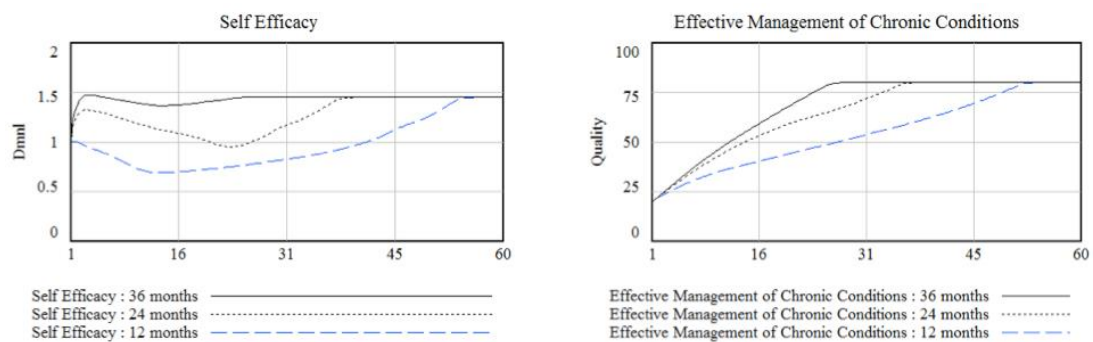 Self Efficacy
2
1.5
1
0.5
0
Dmnl
1 16 31 45 60
Self Efficacy : 36 months
Self Efficacy : 24 months
Self Efficacy : 12 months
Effective Management of Chronic Conditions
100
75
50
25
0
Quality
1 16 31 45 60
Effective Management of Chronic Conditions : 36 months
Effective Management of Chronic Conditions : 24 months
Effective Management of Chronic Conditions : 12 months